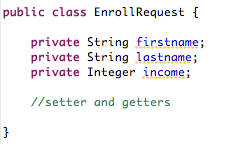 public class EnrollRequest {
private String firstname;
private String lastname;
private Integer income;
//setter and getters
}